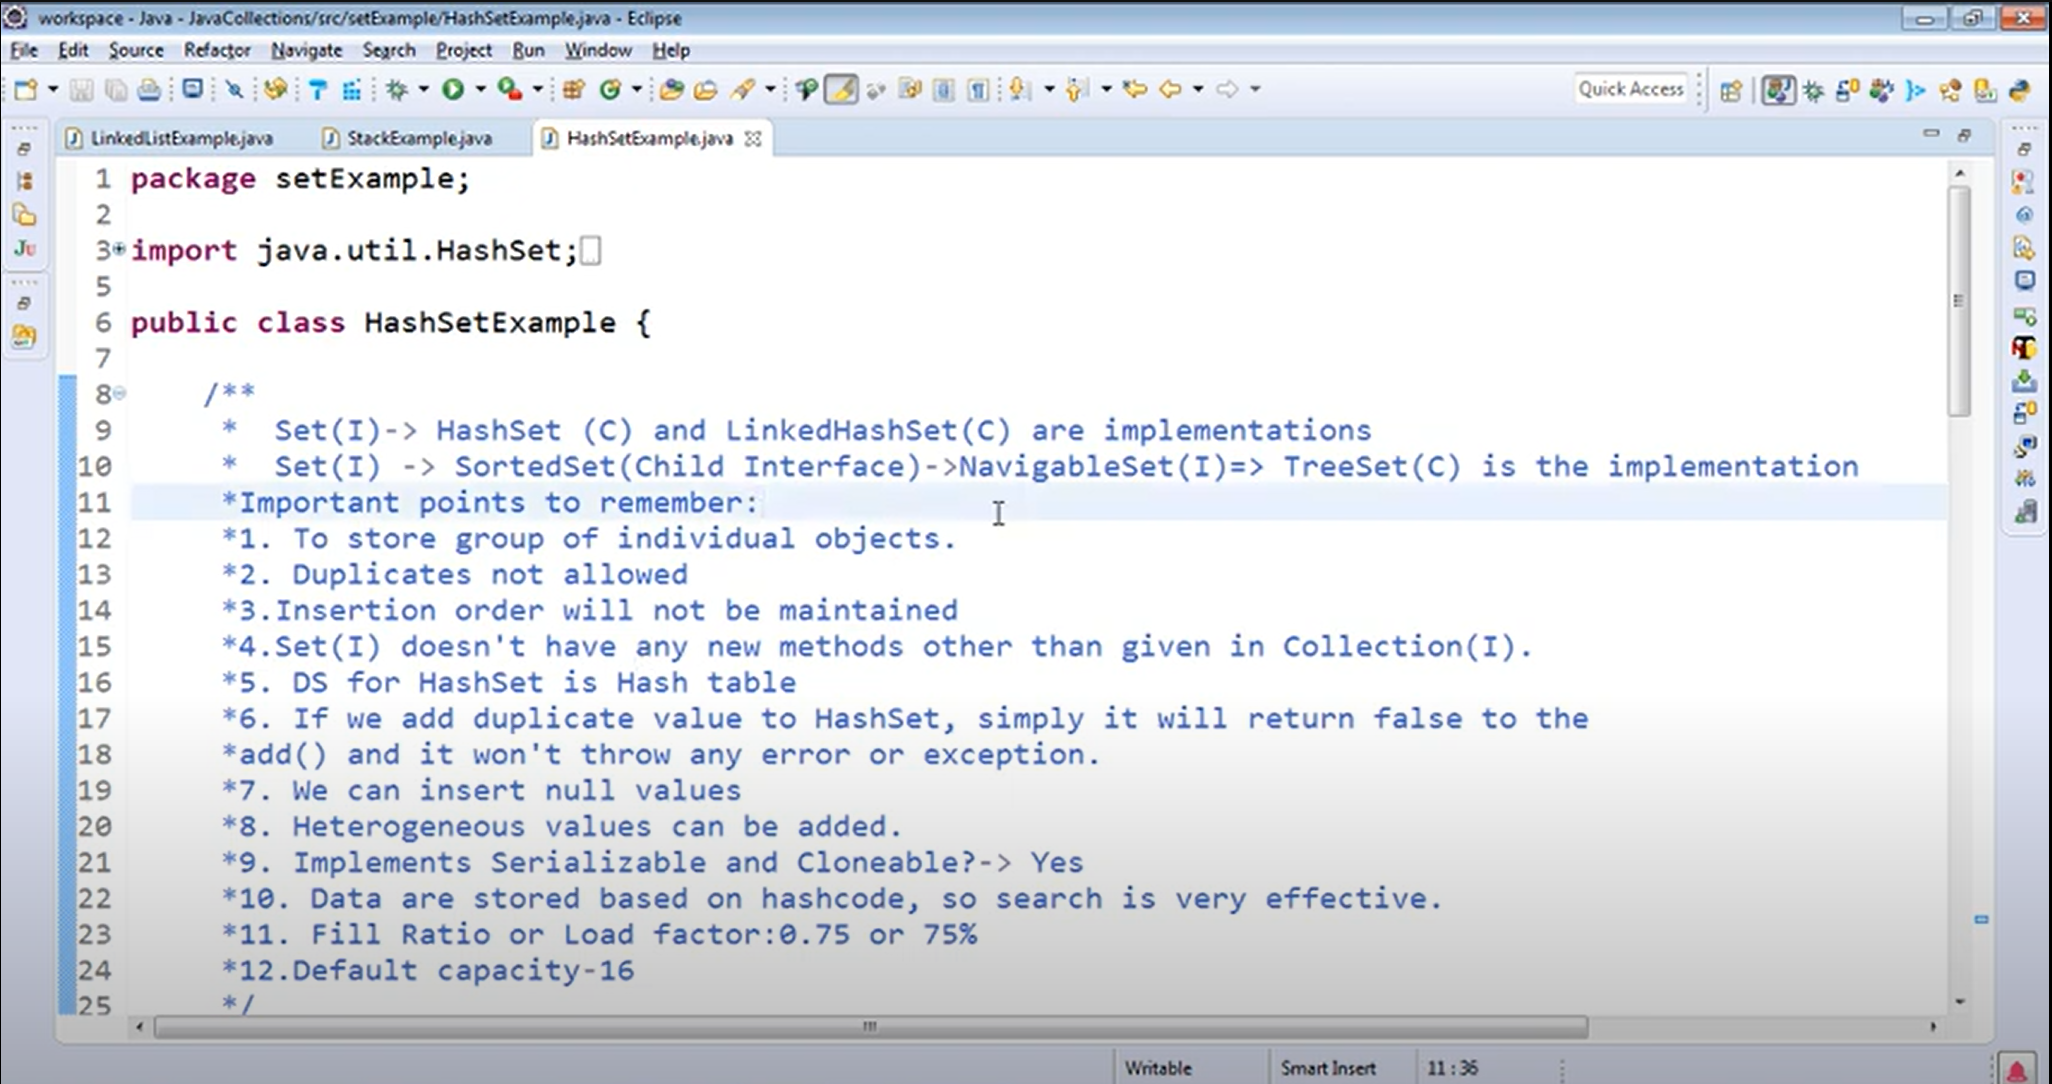 workspace - Java - JavaCollections/src/setExample/HashSetExample.java - Eclipse
File Edit Source Refactor Navigate Search Project Run Window Help
Quick Access
LinkedListExample.java StackExample.java HashSetExample.java
1 package setExample;
2
3 import java.util.HashSet;
5
6 public class HashSetExample {
7
8 /**
9 * Set(I)-> HashSet (C) and LinkedHashSet(C) are implementations
10 * Set(I) -> SortedSet(Child Interface)->NavigableSet(I)=> TreeSet(C) is the implementation
11 *Important points to remember:
12 *1. To store group of individual objects.
13 *2. Duplicates not allowed
14 *3.Insertion order will not be maintained
15 *4.Set(I) doesn't have any new methods other than given in Collection(I).
16 *5. DS for HashSet is Hash table
17 *6. If we add duplicate value to HashSet, simply it will return false to the
18 *add() and it won't throw any error or exception.
19 *7. We can insert null values
20 *8. Heterogeneous values can be added.
21 *9. Implements Serializable and Cloneable?-> Yes
22 *10. Data are stored based on hashcode, so search is very effective.
23 *11. Fill Ratio or Load factor:0.75 or 75%
24 *12.Default capacity-16
25 */
Writable Smart Insert 11 : 36
Ju